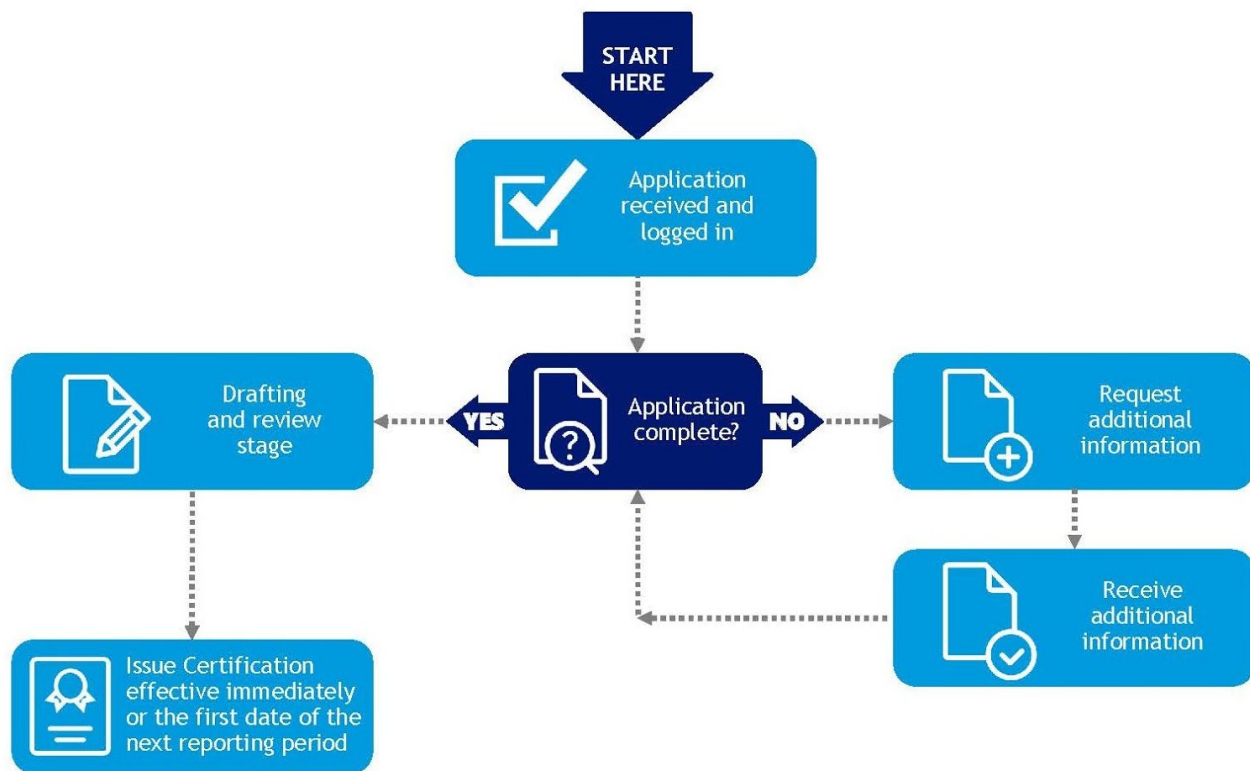 START
HERE
Application
received and
logged in
Drafting
and review
stage
YES
?
Application
complete?
NO
Request
additional
information
Receive
additional
information
Issue Certification
effective immediately
or the first date of the
next reporting period